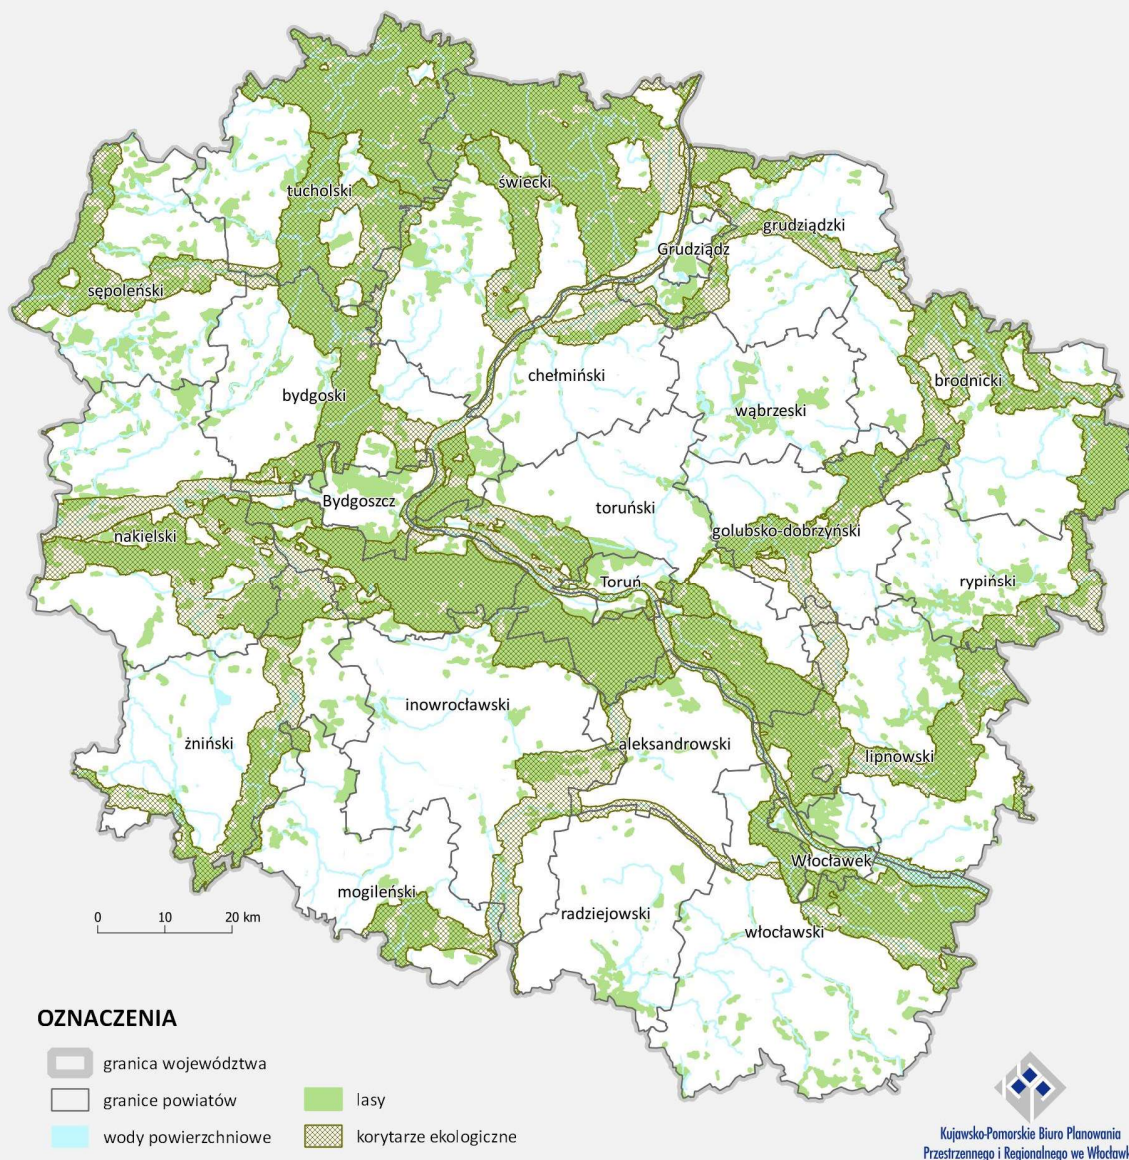 tucholski
świecki
grudziądzki
Grudziądz
sępoleński
chełmiński
brodnicki
bydgoski
wąbrzeski
Bydgoszcz
toruński
golubsko-dobrzyński
nakielski
Toruń
rypiński
inowrocławski
żniński
aleksandrowski
lipnowski
Włocławek
mogileński
radziejowski
włocławski
0 10 20 km
OZNACZENIA
granica województwa
granice powiatów
lasy
wody powierzchniowe
korytarze ekologiczne
Kujawsko-Pomorskie Biuro Planowania
Przestrzennego i Regionalnego we Włocławk